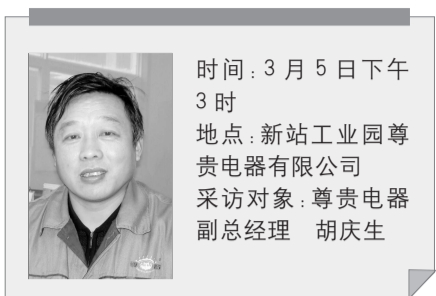 时间:3月5日下午
3时
地点:新站工业园尊
贵电器有限公司
采访对象:尊贵电器
副总经理　胡庆生